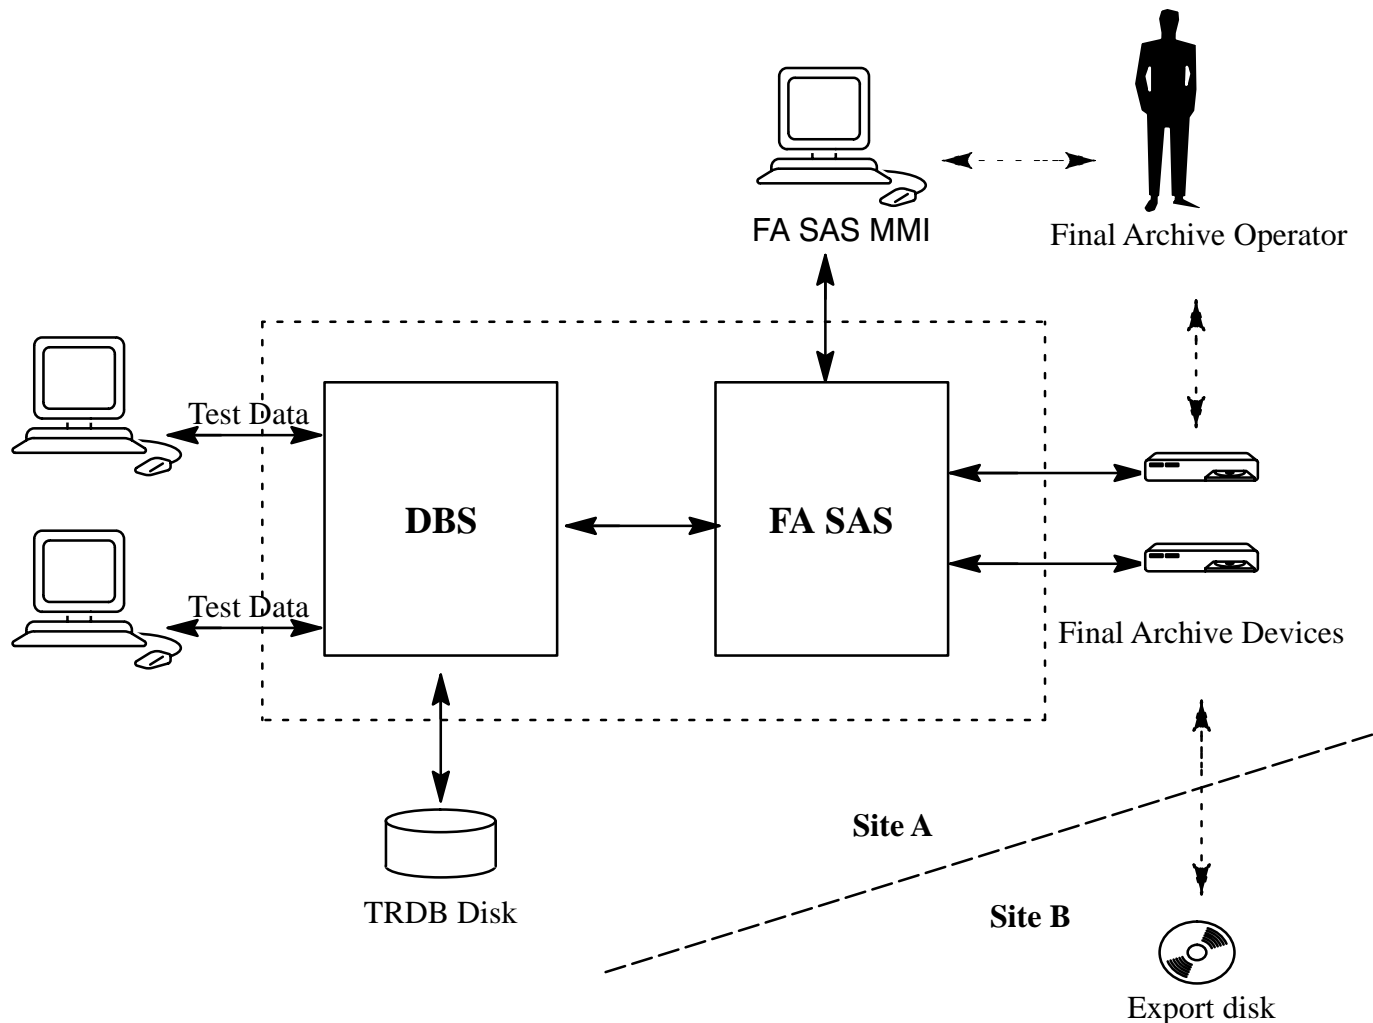 FA SAS MMI
Final Archive Operator
Test Data
DBS
FA SAS
Test Data
Final Archive Devices
Site A
TRDB Disk
Site B
Export disk